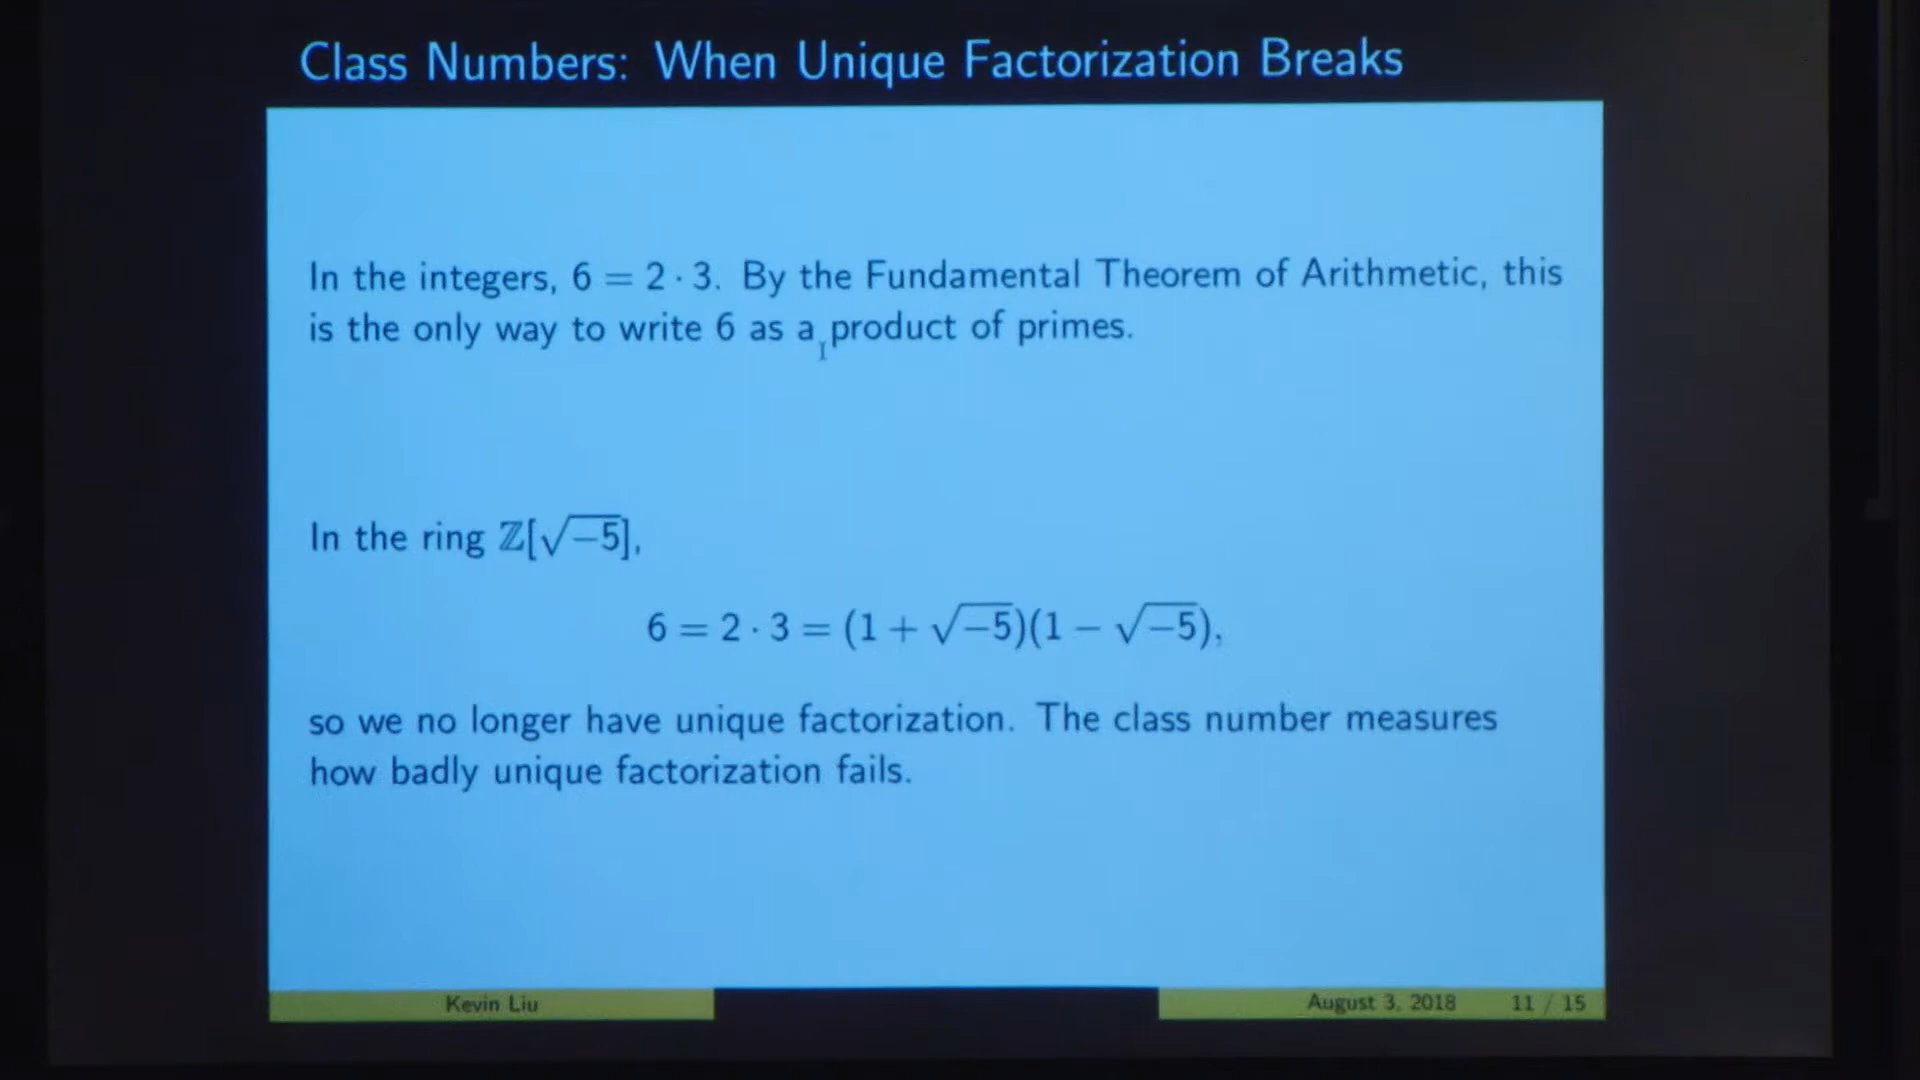 Class Numbers: When Unique Factorization Breaks
In the integers, 6 = 2 · 3. By the Fundamental Theorem of Arithmetic, this
is the only way to write 6 as a product of primes.
In the ring ℤ[√−5],
6 = 2 · 3 = (1 + √−5)(1 − √−5),
so we no longer have unique factorization. The class number measures
how badly unique factorization fails.
Kevin Liu
August 3, 2018 11 / 15